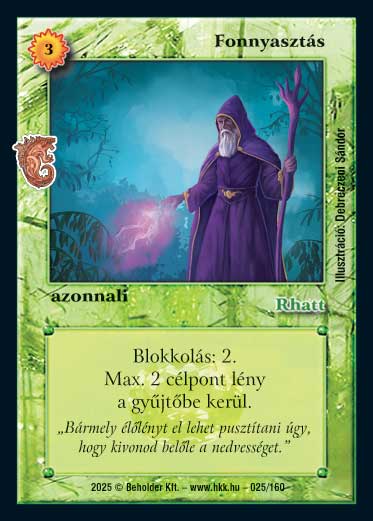 3
Fonnyasztás
Illusztráció: Debreczeni Sándor
azonnali
Rhatt
Blokkolás: 2.
Max. 2 célpont lény
a gyűjtőbe kerül.
„Bármely élőlényt el lehet pusztítani úgy,
hogy kivonod belőle a nedvességet.”
2025 © Beholder Kft. – www.hkk.hu – 025/160